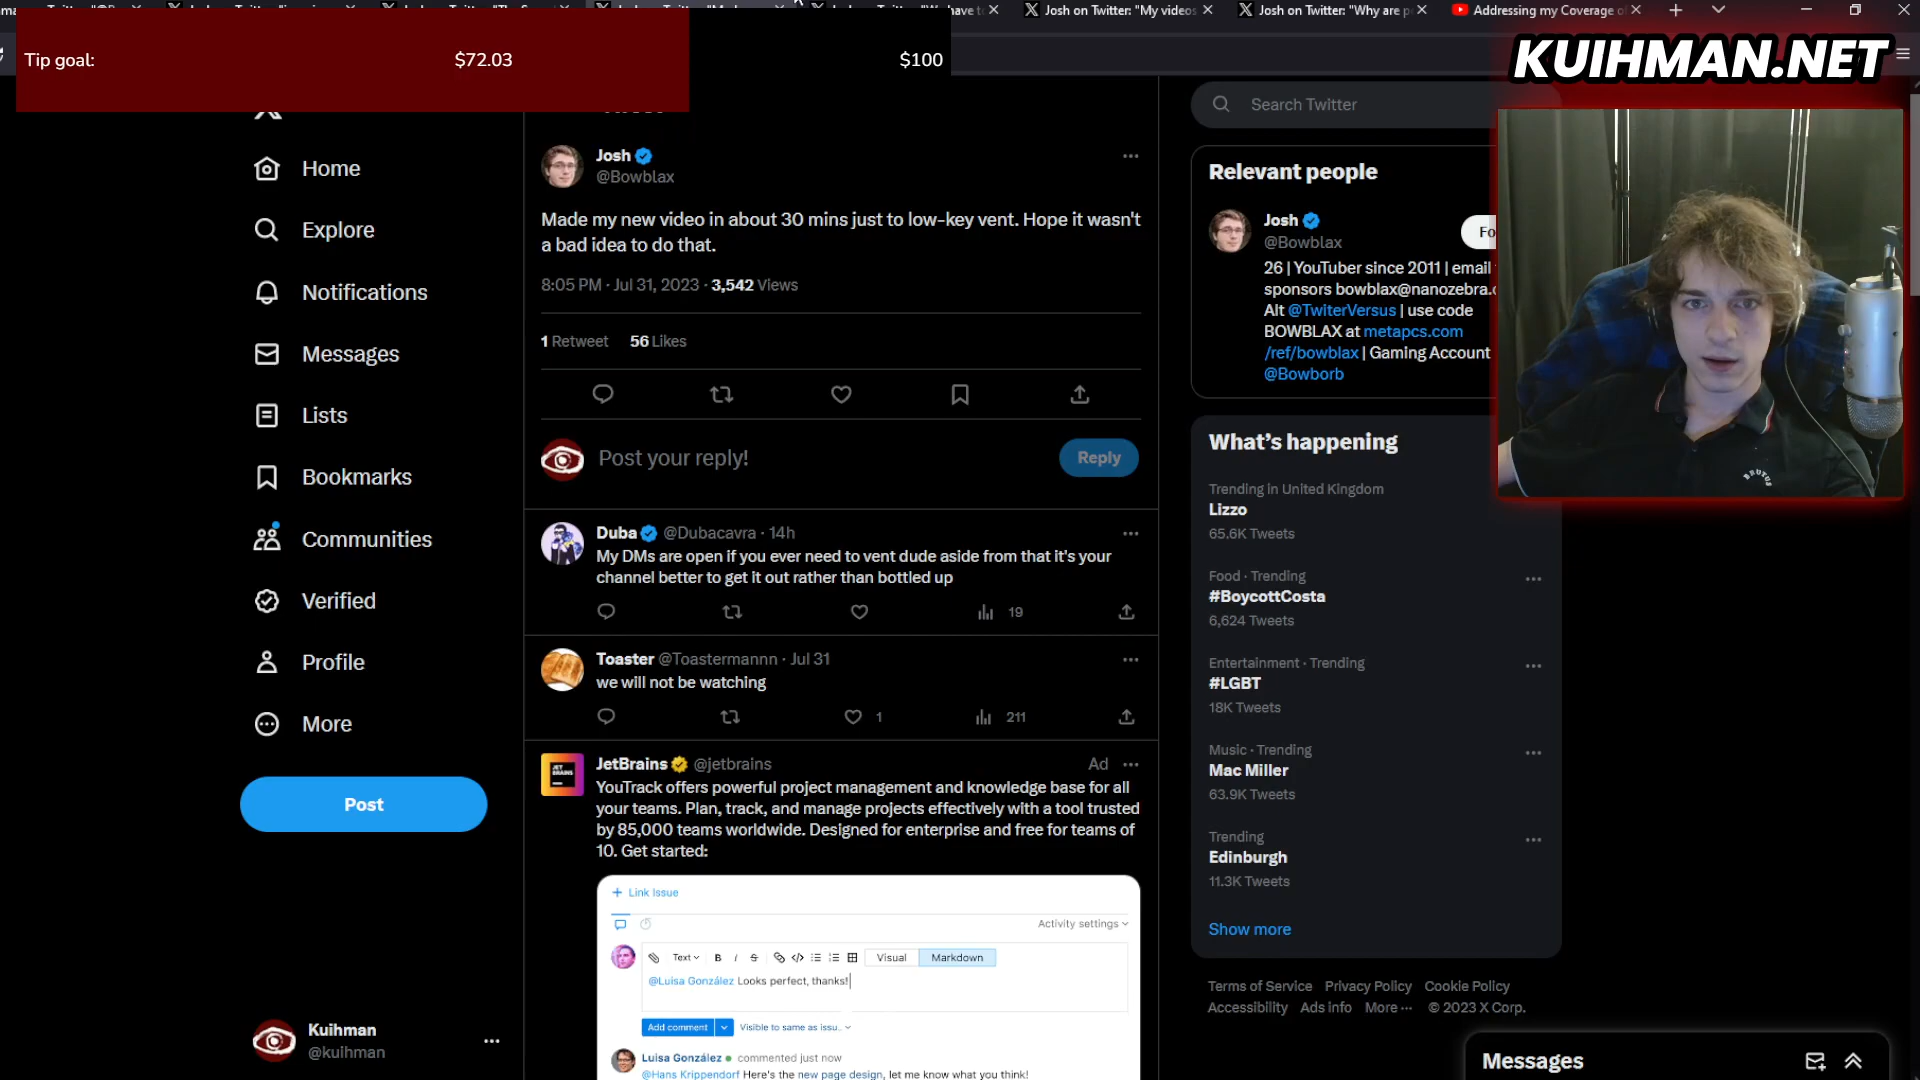 Josh on Twitter: "My videos
Josh on Twitter: "Why are p
Addressing my Coverage o
Tip goal:
$72.03
$100
KUIHMAN.NET
Home
Explore
Notifications
Messages
Lists
Bookmarks
Communities
Verified
Profile
More
Post
Kuihman
@kuihman
Josh
@Bowblax
Made my new video in about 30 mins just to low-key vent. Hope it wasn't
a bad idea to do that.
8:05 PM · Jul 31, 2023 · 3,542 Views
1 Retweet 56 Likes
Post your reply!
Reply
Duba @Dubacavra · 14h
My DMs are open if you ever need to vent dude aside from that it's your
channel better to get it out rather than bottled up
19
Toaster @Toastermannn · Jul 31
we will not be watching
1
211
JetBrains @jetbrains
Ad
YouTrack offers powerful project management and knowledge base for all
your teams. Plan, track, and manage projects effectively with a tool trusted
by 85,000 teams worldwide. Designed for enterprise and free for teams of
10. Get started:
+ Link Issue
Activity settings
Text B I S Visual Markdown
@Luisa González Looks perfect, thanks!
Add comment Visible to same as issu..
Luisa González commented just now
@Hans Krippendorf Here's the new page design, let me know what you think!
Search Twitter
Relevant people
Josh
@Bowblax
Fo
26 | YouTuber since 2011 | email
sponsors bowblax@nanozebra.c
Alt @TwiterVersus | use code
BOWBLAX at metapcs.com
/ref/bowblax | Gaming Account
@Bowborb
BRUTUS
What's happening
Trending in United Kingdom
Lizzo
65.6K Tweets
Food · Trending
#BoycottCosta
6,624 Tweets
Entertainment · Trending
#LGBT
18K Tweets
Music · Trending
Mac Miller
63.9K Tweets
Trending
Edinburgh
11.3K Tweets
Show more
Terms of Service Privacy Policy Cookie Policy
Accessibility Ads info More ··· © 2023 X Corp.
Messages